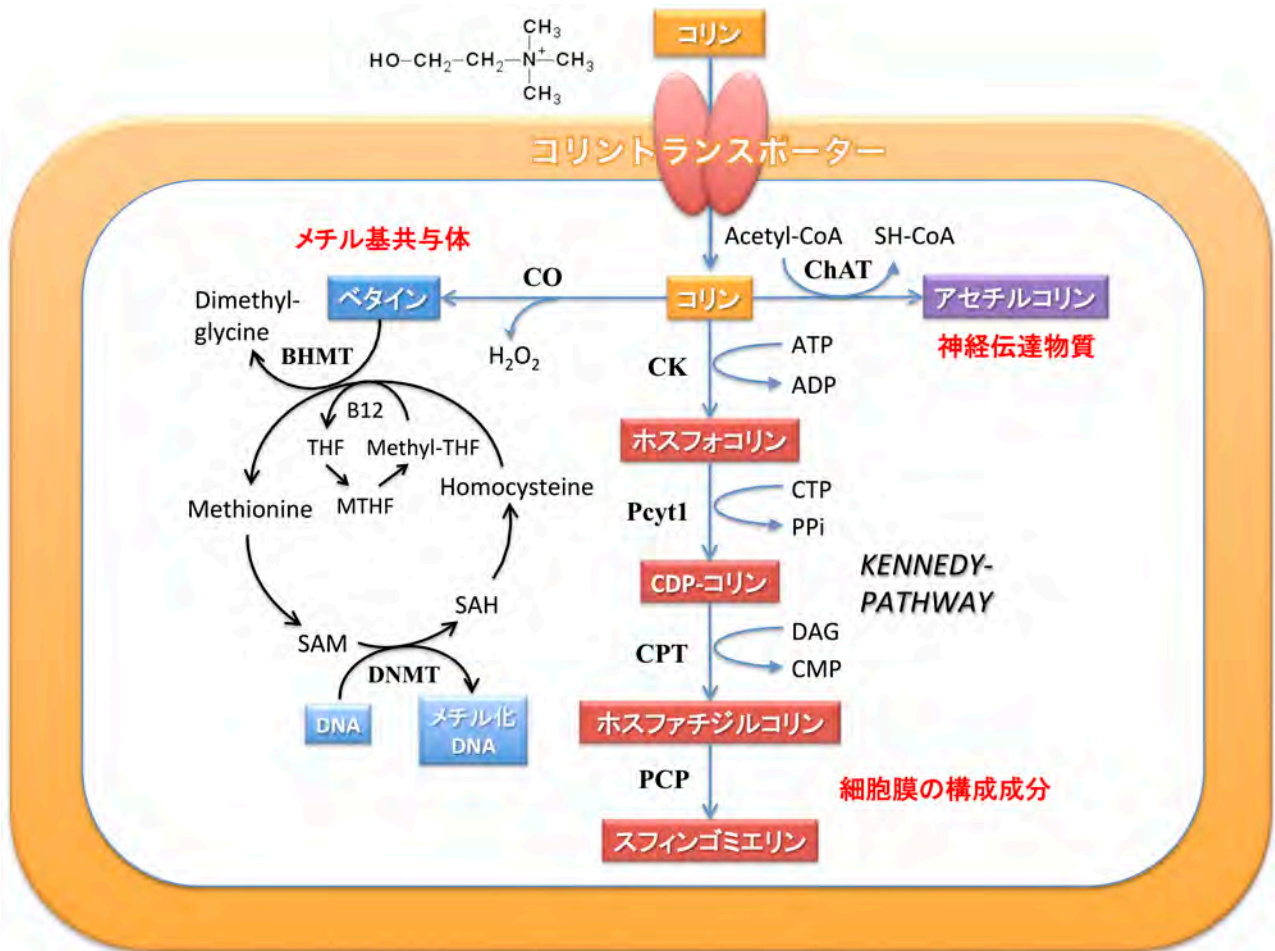 コリン
CH3
HO-CH2-CH2-N+-CH3
CH3
コリントランスポーター
メチル基共与体
Acetyl-CoA SH-CoA
ChAT
CO
Dimethyl-
glycine
ベタイン
コリン
アセチルコリン
神経伝達物質
H2O2
BHMT
CK
ATP
ADP
B12
THF Methyl-THF
MTHF
ホスフォコリン
Methionine
Homocysteine
Pcyt1
CTP
PPi
CDP-コリン
KENNEDY-
PATHWAY
SAH
SAM
DNMT
CPT
DAG
CMP
DNA
メチル化
DNA
ホスファチジルコリン
PCP
細胞膜の構成成分
スフィンゴミエリン